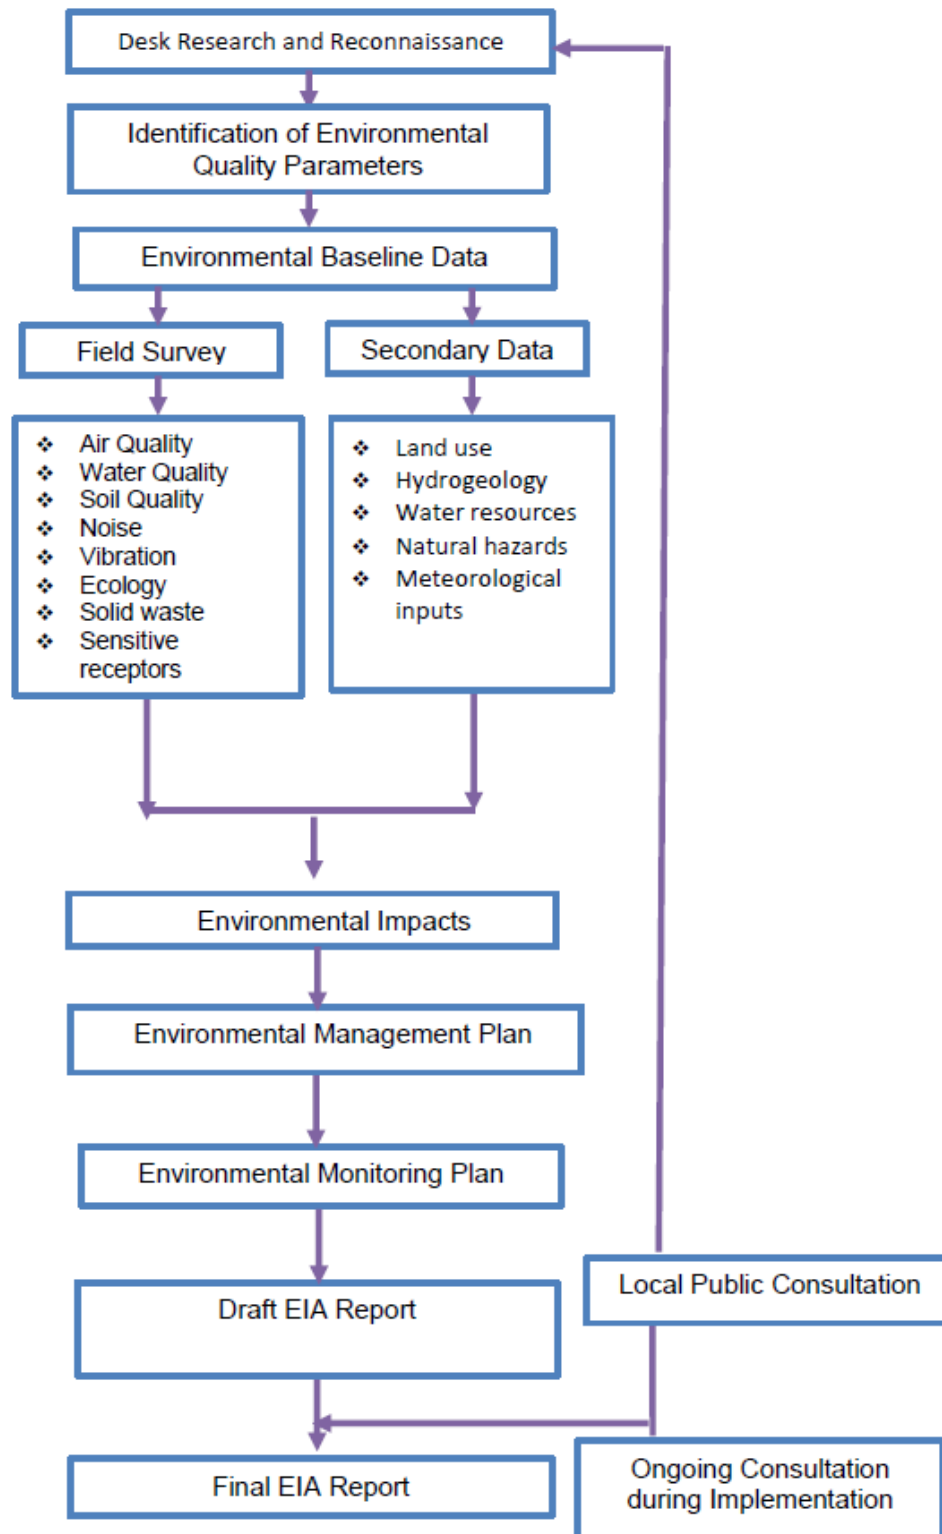 Desk Research and Reconnaissance
Identification of Environmental
Quality Parameters
Environmental Baseline Data
Field Survey
Secondary Data
❖ Air Quality
❖ Water Quality
❖ Soil Quality
❖ Noise
❖ Vibration
❖ Ecology
❖ Solid waste
❖ Sensitive
receptors
❖ Land use
❖ Hydrogeology
❖ Water resources
❖ Natural hazards
❖ Meteorological
inputs
Environmental Impacts
Environmental Management Plan
Environmental Monitoring Plan
Local Public Consultation
Draft EIA Report
Final EIA Report
Ongoing Consultation
during Implementation